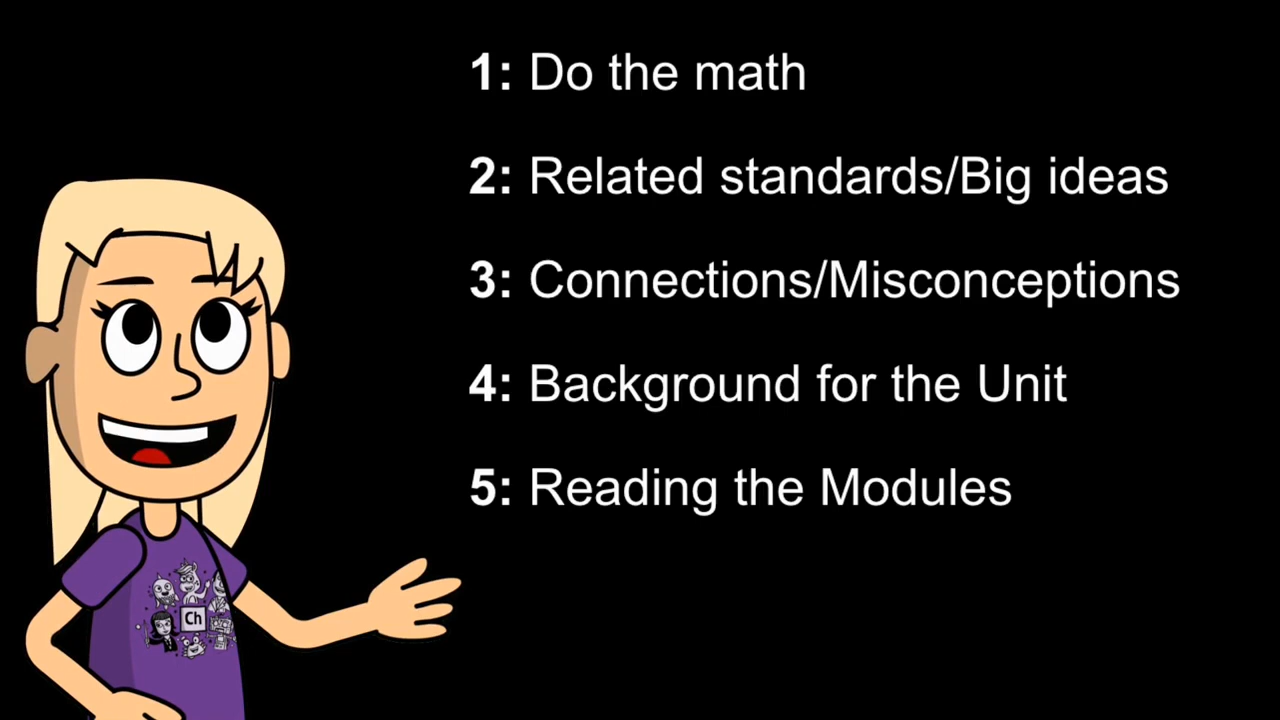 1: Do the math
2: Related standards/Big ideas
3: Connections/Misconceptions
4: Background for the Unit
5: Reading the Modules
Ch